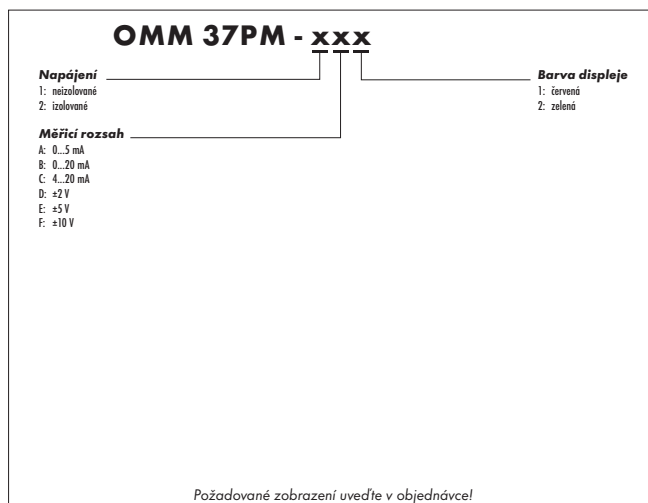 OMM 37PM - xxx
Napájení
1: neizolované
2: izolované
Měřicí rozsah
A: 0...5 mA
B: 0...20 mA
C: 4...20 mA
D: ±2 V
E: ±5 V
F: ±10 V
Barva displeje
1: červená
2: zelená
Požadované zobrazení uveďte v objednávce!